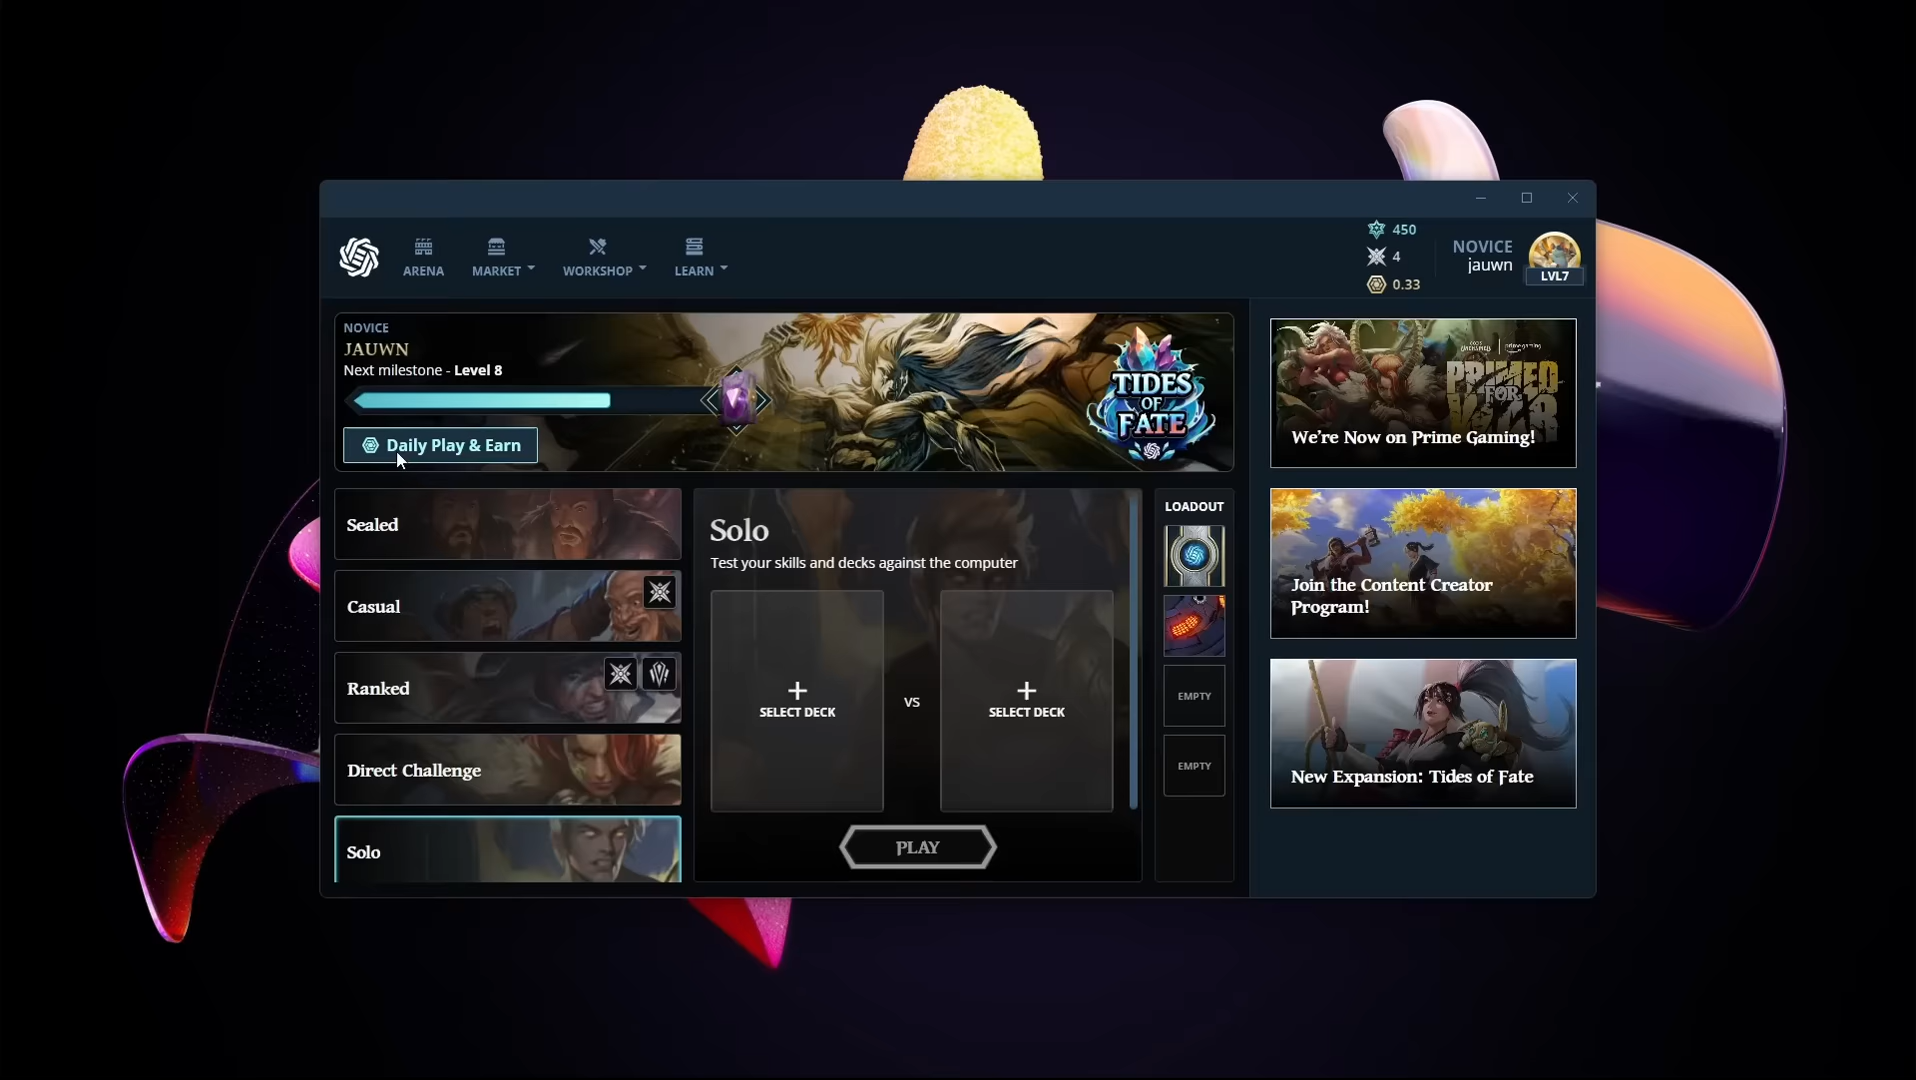 450
4
0.33
NOVICE
jauwn
LVL7
ARENA
MARKET
WORKSHOP
LEARN
NOVICE
JAUWN
Next milestone - Level 8
Daily Play & Earn
TIDES
OF
FATE
Sealed
Casual
Ranked
Direct Challenge
Solo
Solo
Test your skills and decks against the computer
SELECT DECK
VS
SELECT DECK
PLAY
LOADOUT
EMPTY
EMPTY
PRIMED
FOR
WAR
We're Now on Prime Gaming!
Join the Content Creator
Program!
New Expansion: Tides of Fate